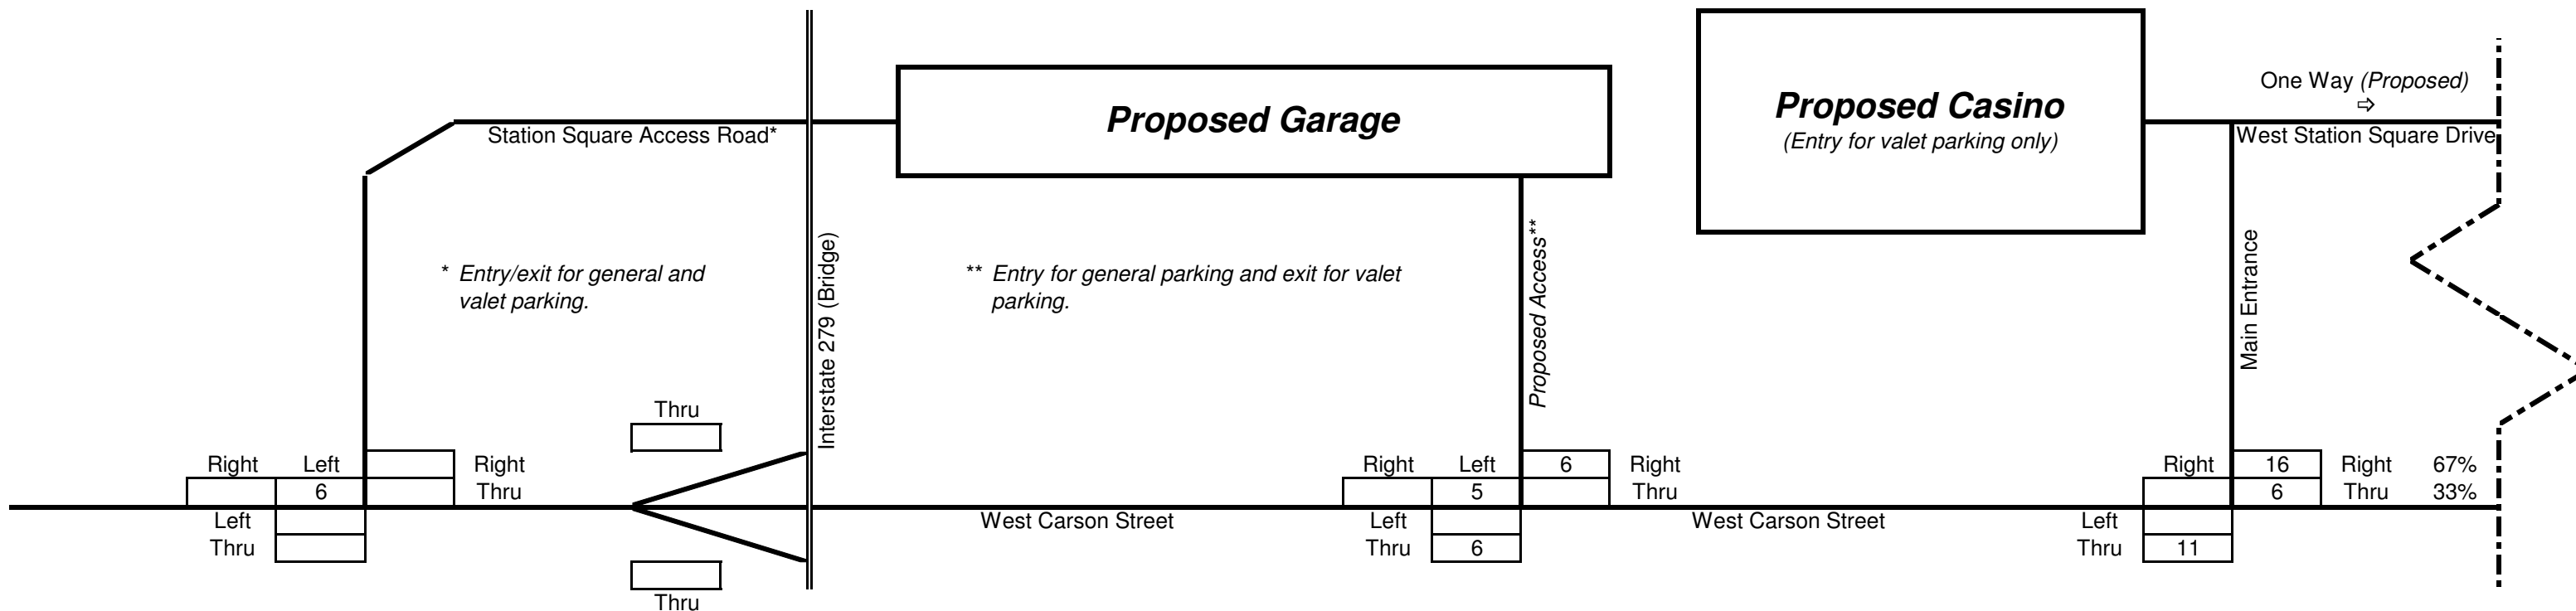 One Way (Proposed)
⇨
Proposed Garage
Proposed Casino
(Entry for valet parking only)
Station Square Access Road*
West Station Square Drive
* Entry/exit for general and
valet parking.
Interstate 279 (Bridge)
** Entry for general parking and exit for valet
parking.
Proposed Access**
Main Entrance
Thru
Right Left Right
6 Thru
Left
Thru
Thru
West Carson Street
Right Left 6 Right
5 Thru
Left
Thru 6
West Carson Street
Right 16 Right 67%
6 Thru 33%
Left
Thru 11